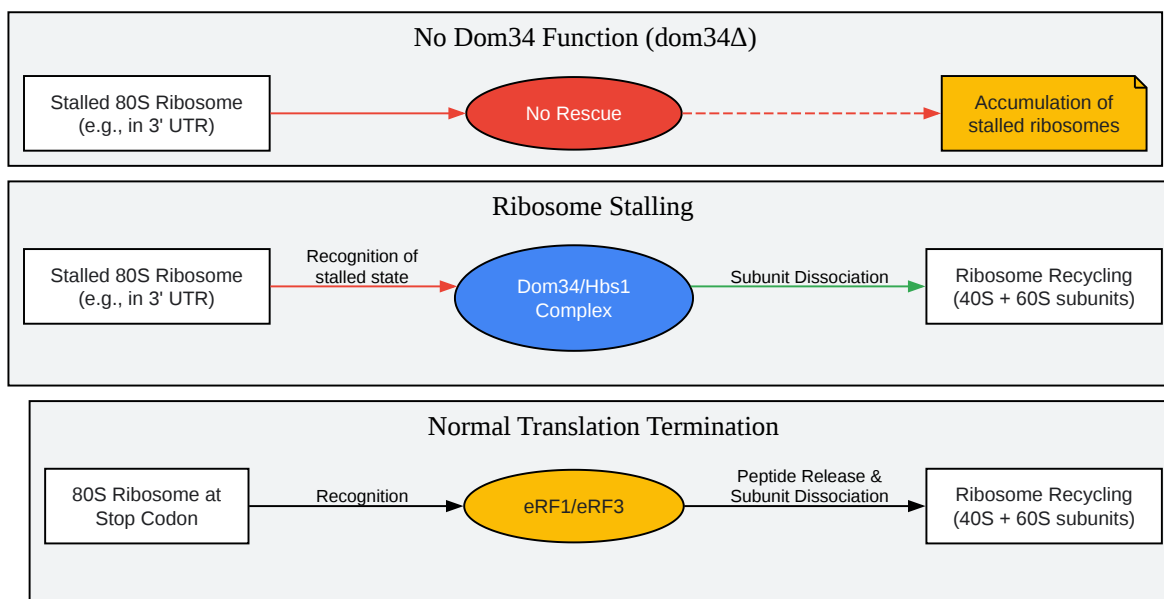 No Dom34 Function (dom34Δ)
Stalled 80S Ribosome
(e.g., in 3' UTR)
No Rescue
Accumulation of
stalled ribosomes
Ribosome Stalling
Stalled 80S Ribosome
(e.g., in 3' UTR)
Recognition of
stalled state
Dom34/Hbs1
Complex
Subunit Dissociation
Ribosome Recycling
(40S + 60S subunits)
Normal Translation Termination
80S Ribosome at
Stop Codon
Recognition
eRF1/eRF3
Peptide Release &
Subunit Dissociation
Ribosome Recycling
(40S + 60S subunits)